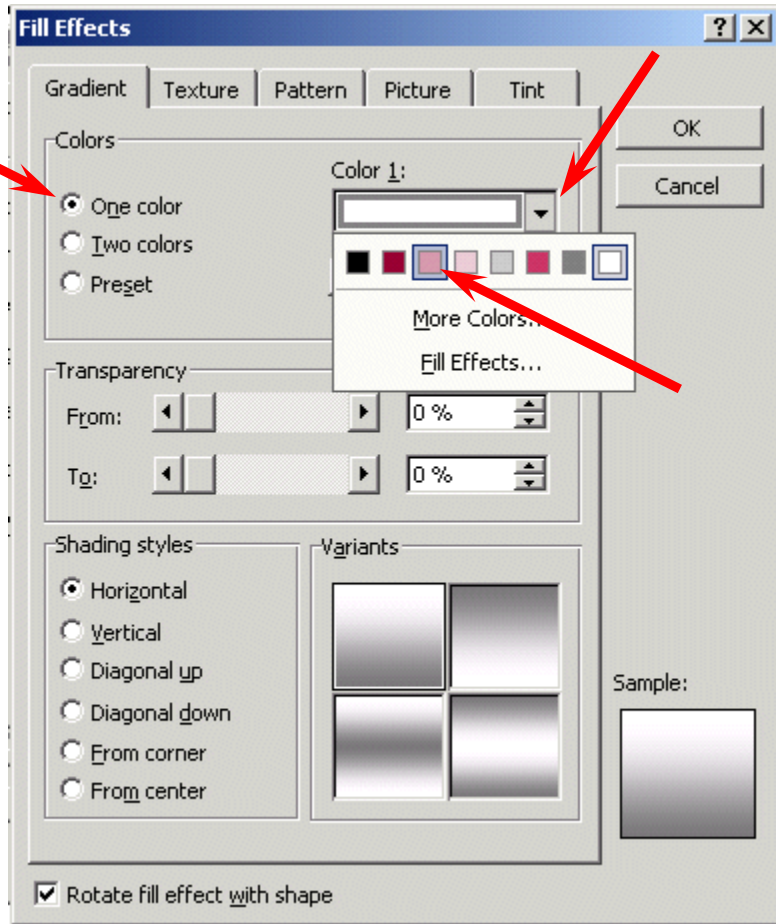 Fill Effects
Gradient Texture Pattern Picture Tint
OK
Cancel
Colors
Color 1:
One color
Two colors
Preset
More Colors...
Fill Effects...
Transparency
From: 0 %
To: 0 %
Shading styles
Horizontal
Vertical
Diagonal up
Diagonal down
From corner
From center
Variants
Sample:
Rotate fill effect with shape